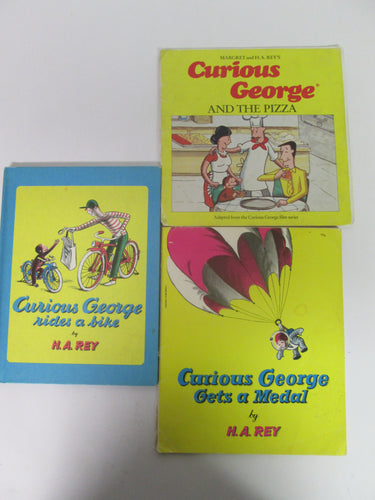 MARGRET and H.A. REY'S
Curious
George
AND THE PIZZA
Adapted from the Curious George film series
Curious George
rides a bike
by
H.A. REY
Curious George
Gets a Medal
by
H.A. REY